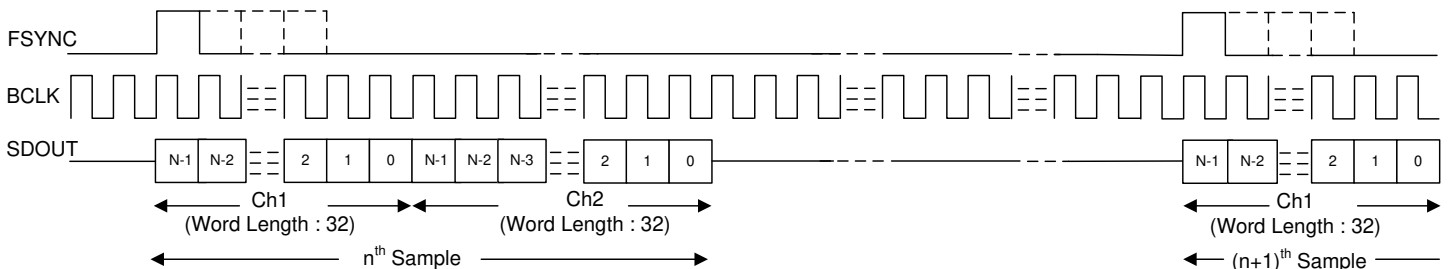 FSYNC
BCLK
SDOUT
N-1 N-2 2 1 0 N-1 N-2 N-3 2 1 0 N-1 N-2 2 1 0
Ch1 Ch2 Ch1
(Word Length : 32) (Word Length : 32) (Word Length : 32)
nth Sample (n+1)th Sample